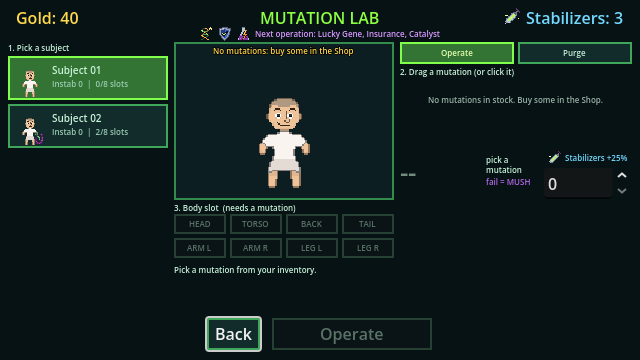 Gold: 40
MUTATION LAB
Stabilizers: 3
Next operation: Lucky Gene, Insurance, Catalyst
1. Pick a subject
Subject 01
Instab 0 | 0/8 slots
Subject 02
Instab 0 | 2/8 slots
No mutations: buy some in the Shop
3. Body slot (needs a mutation)
HEAD
TORSO
BACK
TAIL
ARM L
ARM R
LEG L
LEG R
Pick a mutation from your inventory.
Operate
Purge
2. Drag a mutation (or click it)
No mutations in stock. Buy some in the Shop.
--
pick a
mutation
fail = MUSH
Stabilizers +25%
0
Back
Operate